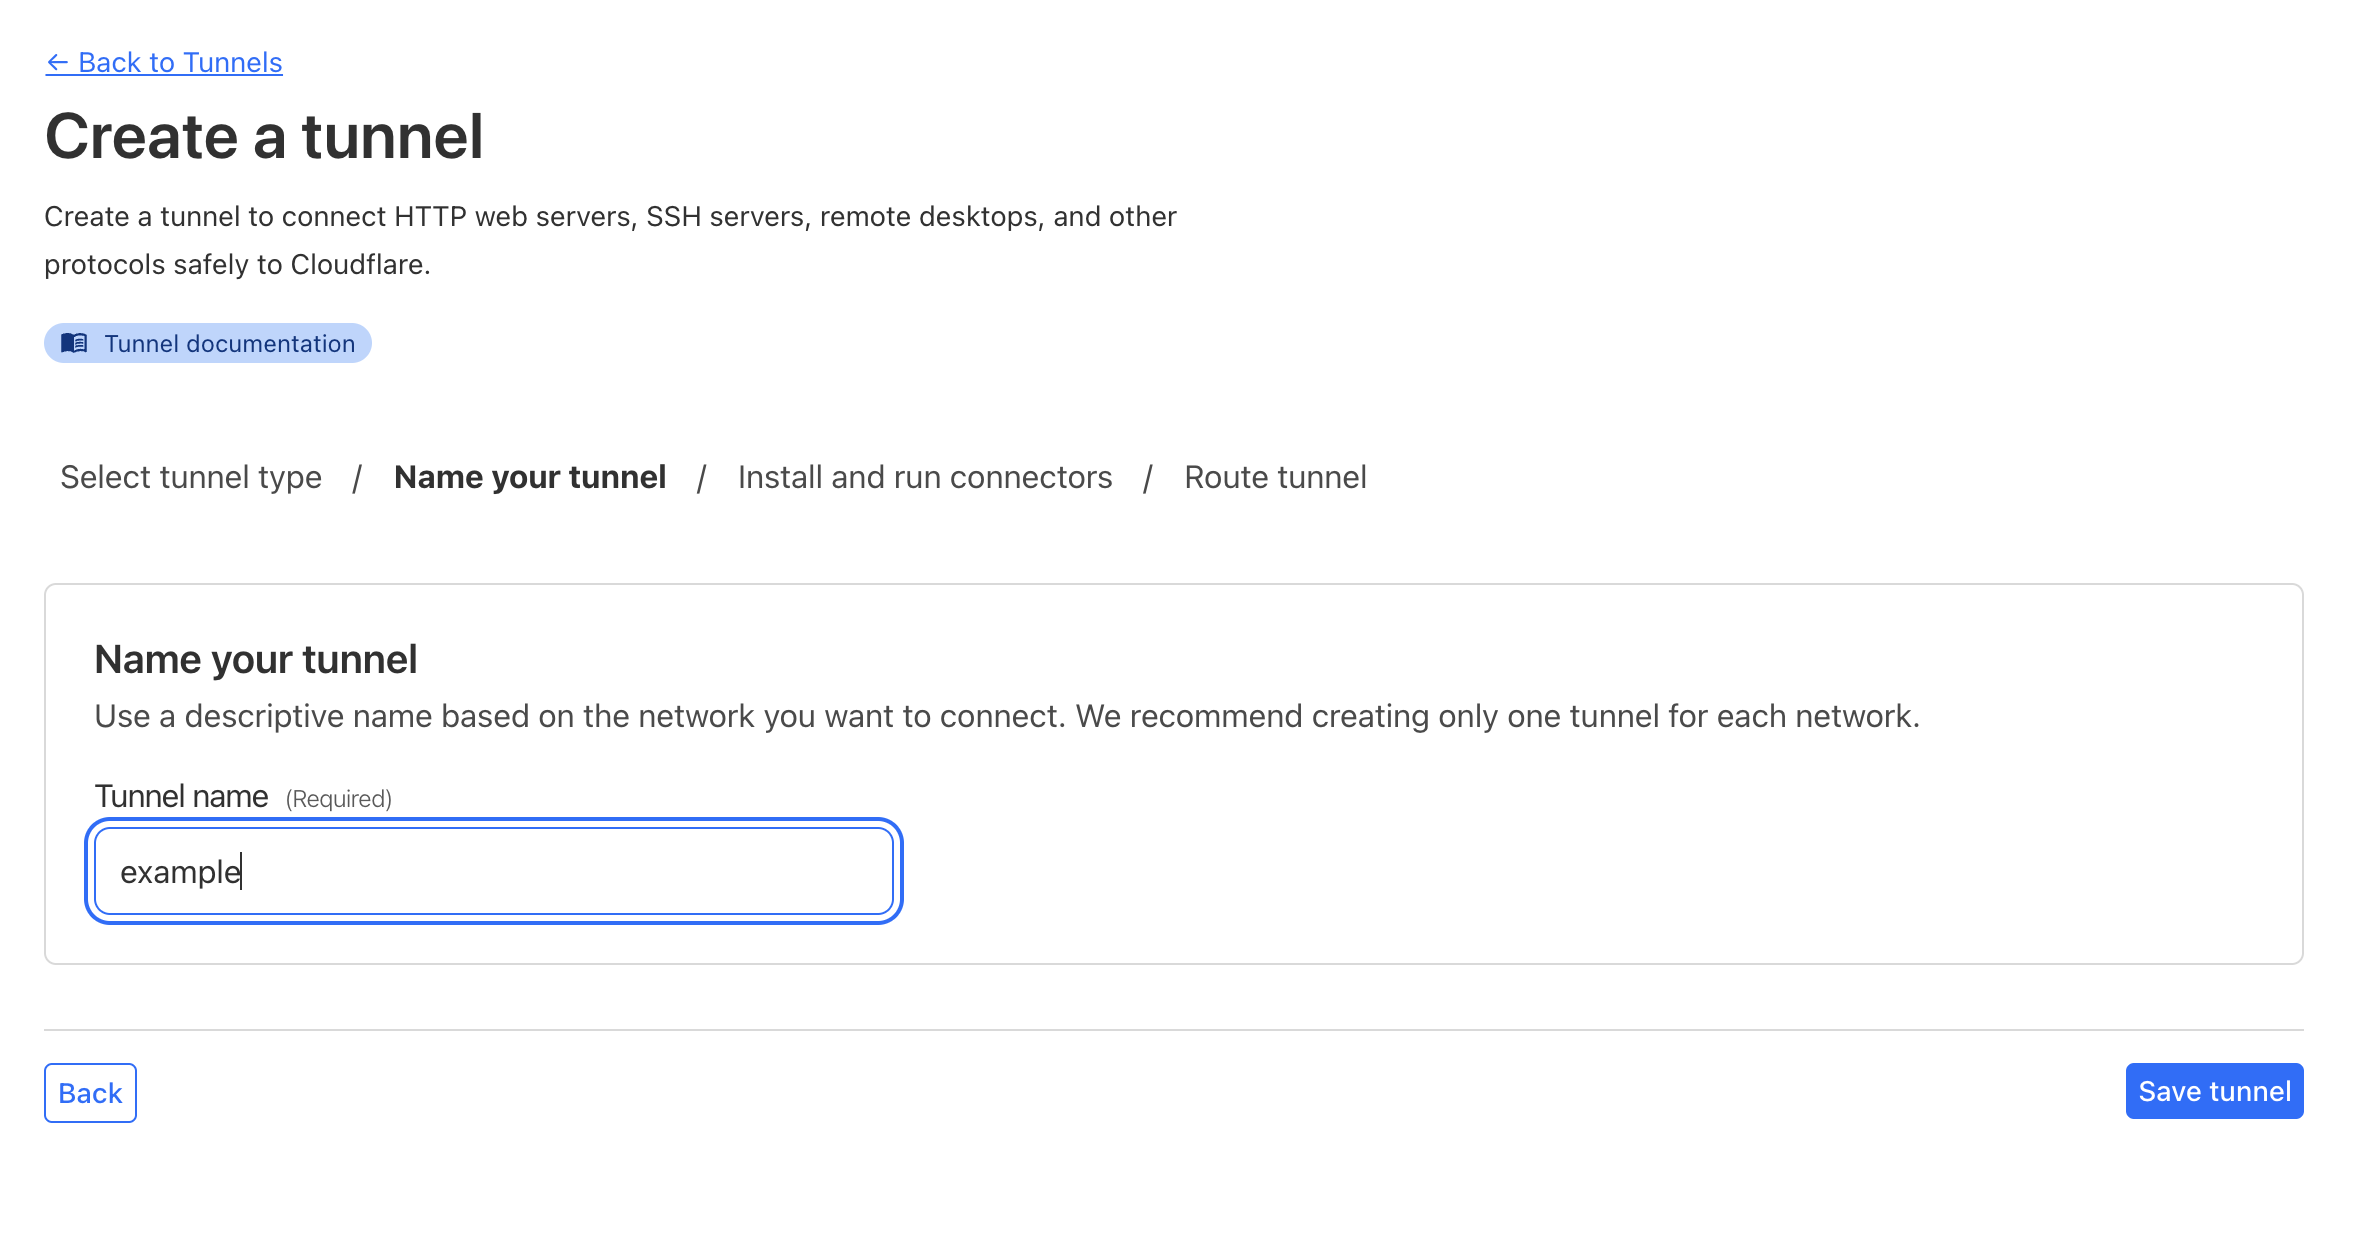 ← Back to Tunnels
Create a tunnel
Create a tunnel to connect HTTP web servers, SSH servers, remote desktops, and other
protocols safely to Cloudflare.
Tunnel documentation
Select tunnel type / Name your tunnel / Install and run connectors / Route tunnel
Name your tunnel
Use a descriptive name based on the network you want to connect. We recommend creating only one tunnel for each network.
Tunnel name (Required)
example
Back
Save tunnel